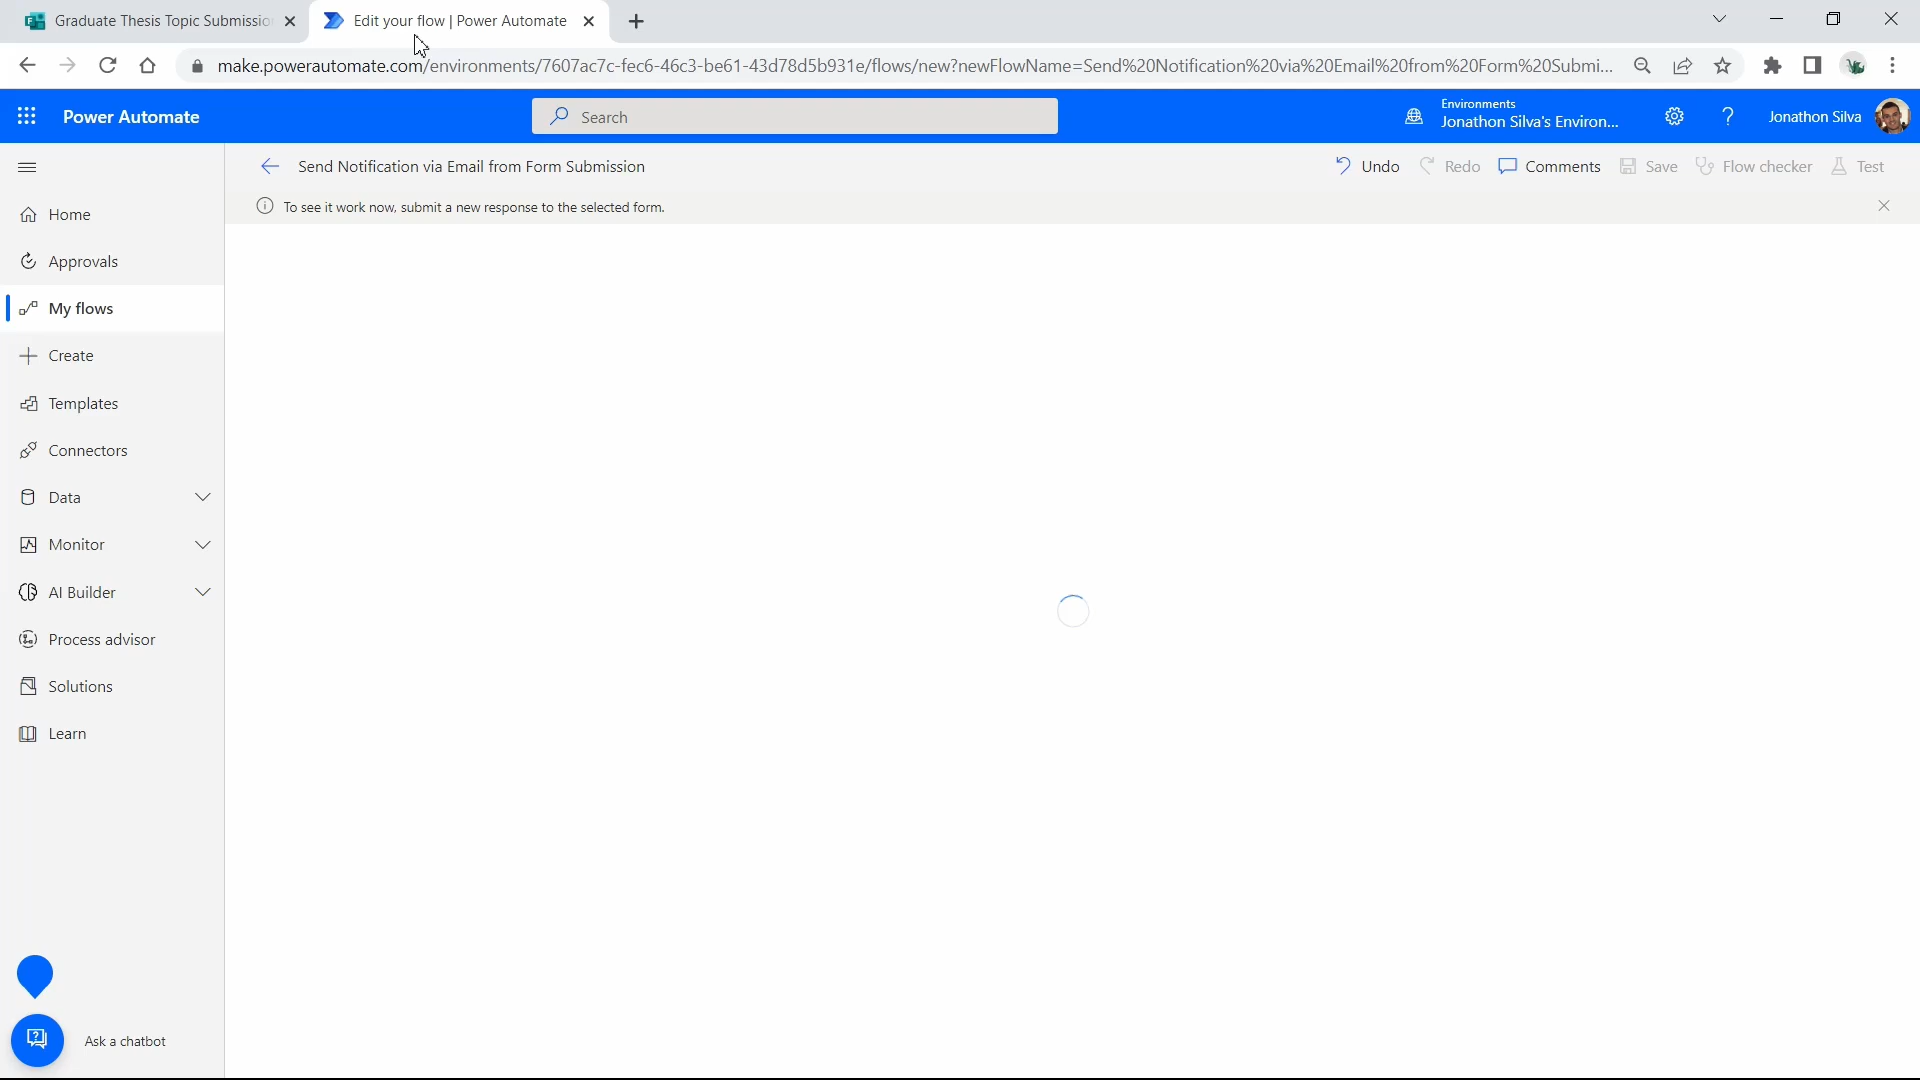 Graduate Thesis Topic Submissio
Edit your flow | Power Automate
make.powerautomate.com/environments/7607ac7c-fec6-46c3-be61-43d78d5b931e/flows/new?newFlowName=Send%20Notification%20via%20Email%20from%20Form%20Submi...
Power Automate
Search
Environments
Jonathon Silva's Environ...
?
Jonathon Silva
Send Notification via Email from Form Submission
Undo
Redo
Comments
Save
Flow checker
Test
To see it work now, submit a new response to the selected form.
Home
Approvals
My flows
Create
Templates
Connectors
Data
Monitor
AI Builder
Process advisor
Solutions
Learn
Ask a chatbot